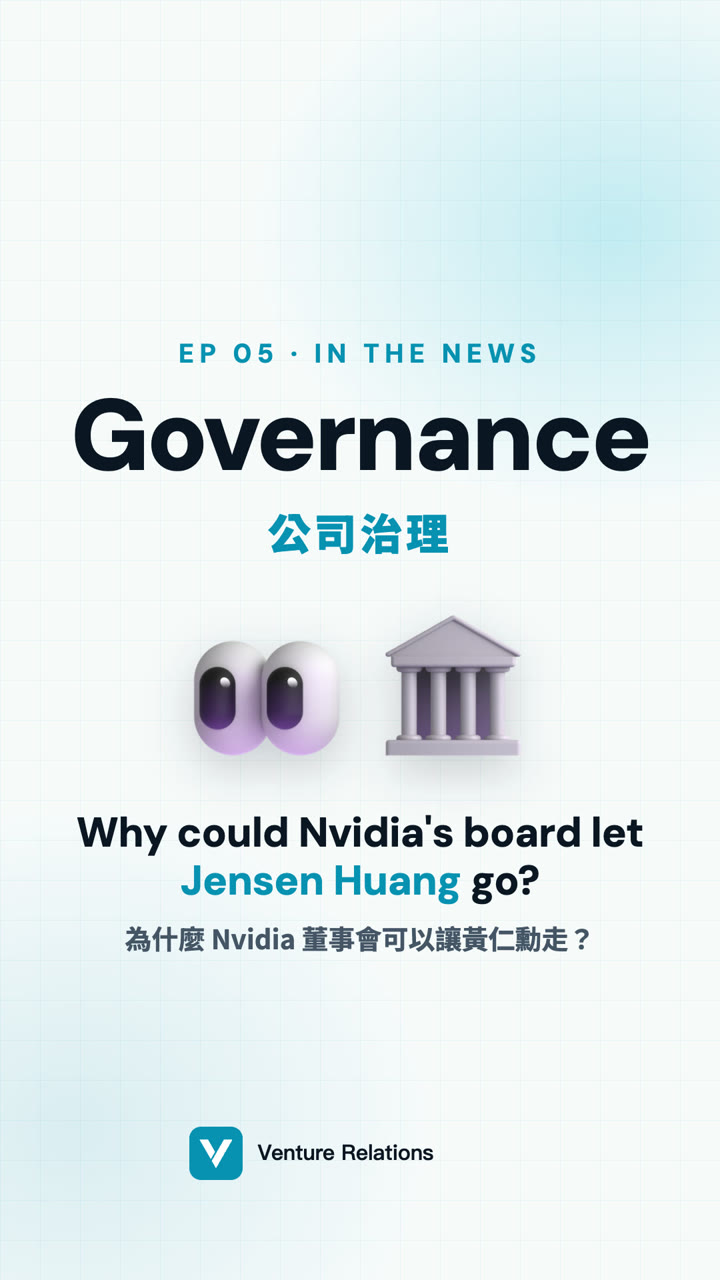 EP 05 · IN THE NEWS
Governance
公司治理
Why could Nvidia's board let
Jensen Huang go?
為什麼 Nvidia 董事會可以讓黃仁勳走？
Venture Relations